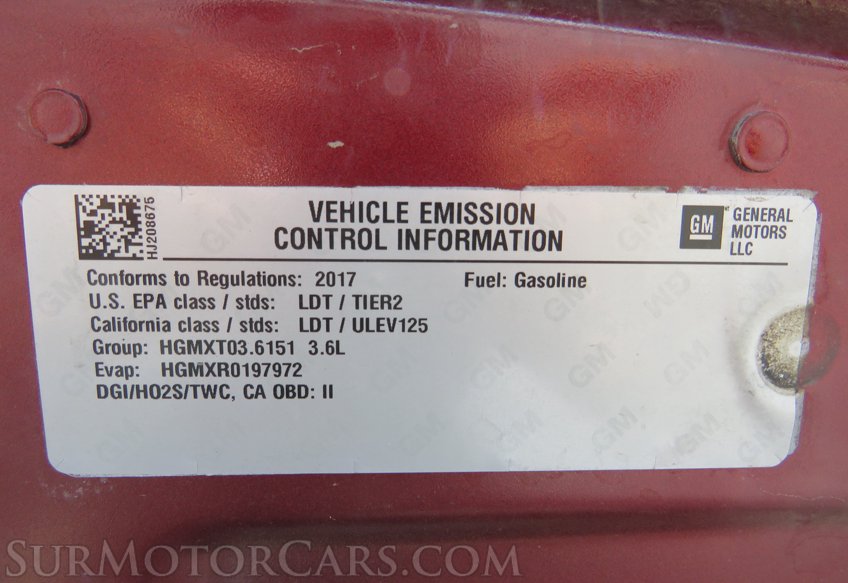 HJ208675
VEHICLE EMISSION
CONTROL INFORMATION
GM
GENERAL
MOTORS
LLC
Conforms to Regulations: 2017 Fuel: Gasoline
U.S. EPA class / stds: LDT / TIER2
California class / stds: LDT / ULEV125
Group: HGMXT03.6151 3.6L
Evap: HGMXR0197972
DGI/HO2S/TWC, CA OBD: II
SurMotorCars.com